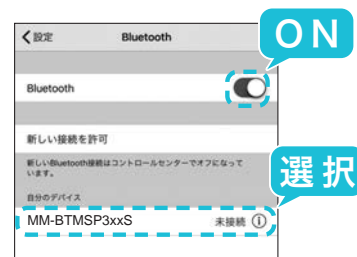 設定
Bluetooth
ON
Bluetooth
新しい接続を許可
新しいBluetooth接続はコントロールセンターでオフになって
います。
選択
自分のデバイス
MM-BTMSP3xxS 未接続